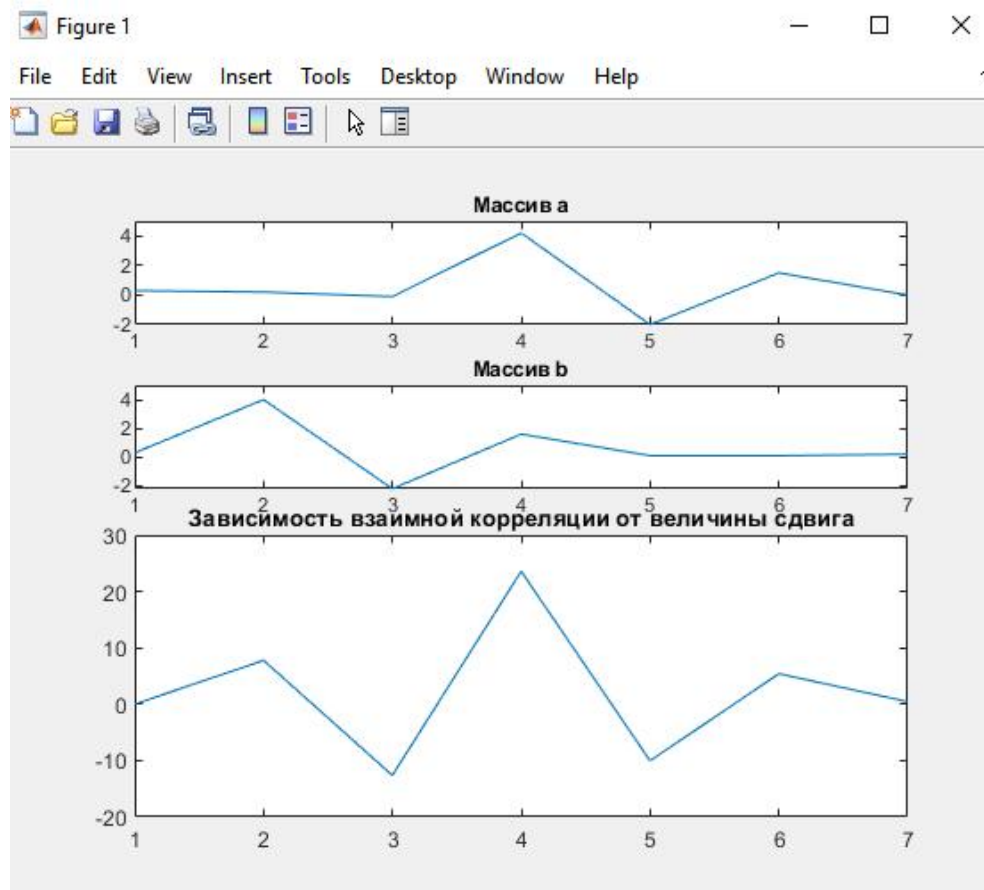 Figure 1
File Edit View Insert Tools Desktop Window Help
Массив a
4
2
0
-2
1 2 3 4 5 6 7
Массив b
4
2
0
-2
1 2 3 4 5 6 7
Зависимость взаимной корреляции от величины сдвига
30
20
10
0
-10
-20
1 2 3 4 5 6 7